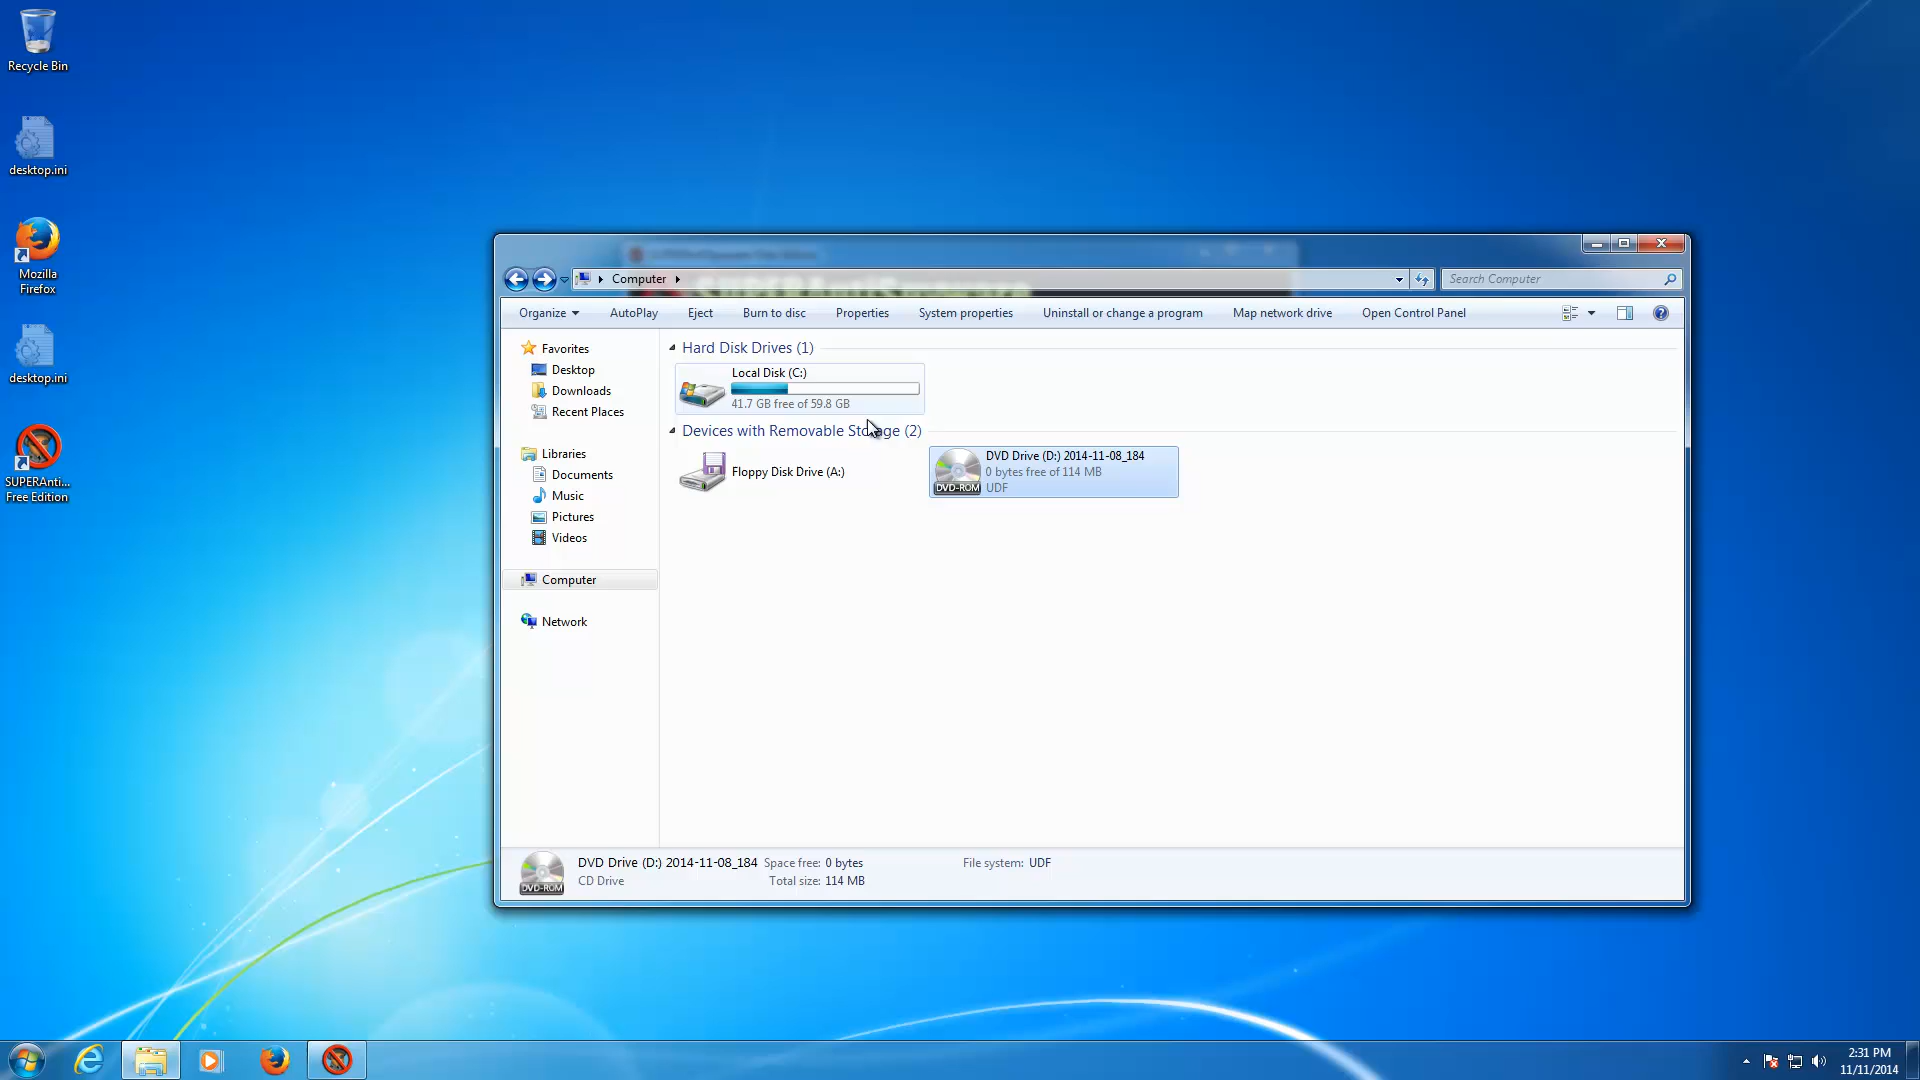 Recycle Bin
desktop.ini
Mozilla
Firefox
desktop.ini
SUPERAnti...
Free Edition
Computer
Search Computer
Organize
AutoPlay
Eject
Burn to disc
Properties
System properties
Uninstall or change a program
Map network drive
Open Control Panel
Favorites
Desktop
Downloads
Recent Places
Libraries
Documents
Music
Pictures
Videos
Computer
Network
Hard Disk Drives (1)
Local Disk (C:)
41.7 GB free of 59.8 GB
Devices with Removable Storage (2)
Floppy Disk Drive (A:)
DVD Drive (D:) 2014-11-08_184
0 bytes free of 114 MB
UDF
DVD-ROM
DVD Drive (D:) 2014-11-08_184 Space free: 0 bytes File system: UDF
CD Drive Total size: 114 MB
DVD-ROM
2:31 PM
11/11/2014